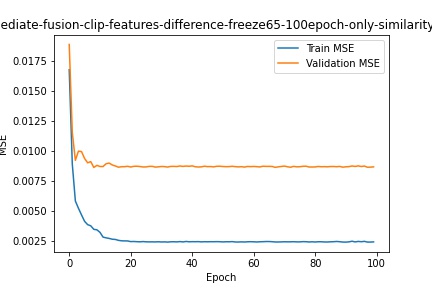 ediate-fusion-clip-features-difference-freeze65-100epoch-only-similarity
Train MSE
Validation MSE
0.0175
0.0150
0.0125
0.0100
0.0075
0.0050
0.0025
MSE
0 20 40 60 80 100
Epoch